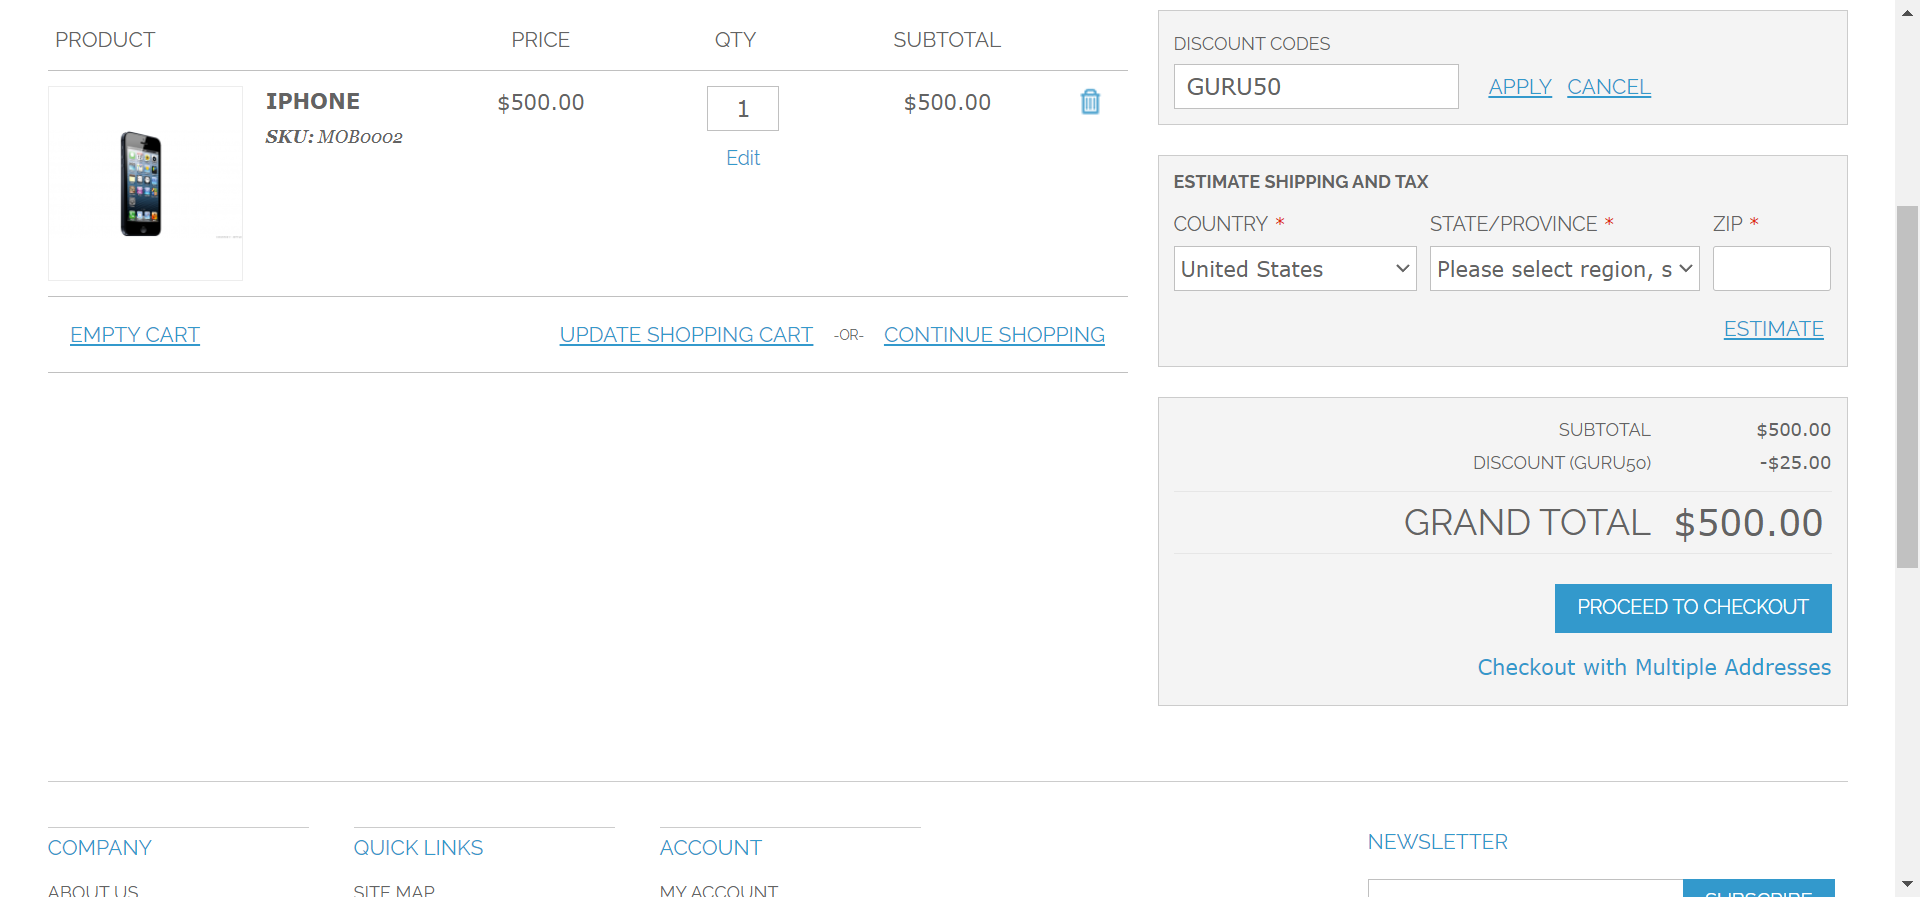 PRODUCT PRICE QTY SUBTOTAL
IPHONE $500.00 1 $500.00
SKU: MOB0002
Edit
EMPTY CART UPDATE SHOPPING CART -OR- CONTINUE SHOPPING
DISCOUNT CODES
GURU50 APPLY CANCEL
ESTIMATE SHIPPING AND TAX
COUNTRY * STATE/PROVINCE * ZIP *
United States Please select region, s
ESTIMATE
SUBTOTAL $500.00
DISCOUNT (GURU50) -$25.00
GRAND TOTAL $500.00
PROCEED TO CHECKOUT
Checkout with Multiple Addresses
COMPANY QUICK LINKS ACCOUNT NEWSLETTER
ABOUT US SITE MAP MY ACCOUNT SUBSCRIBE